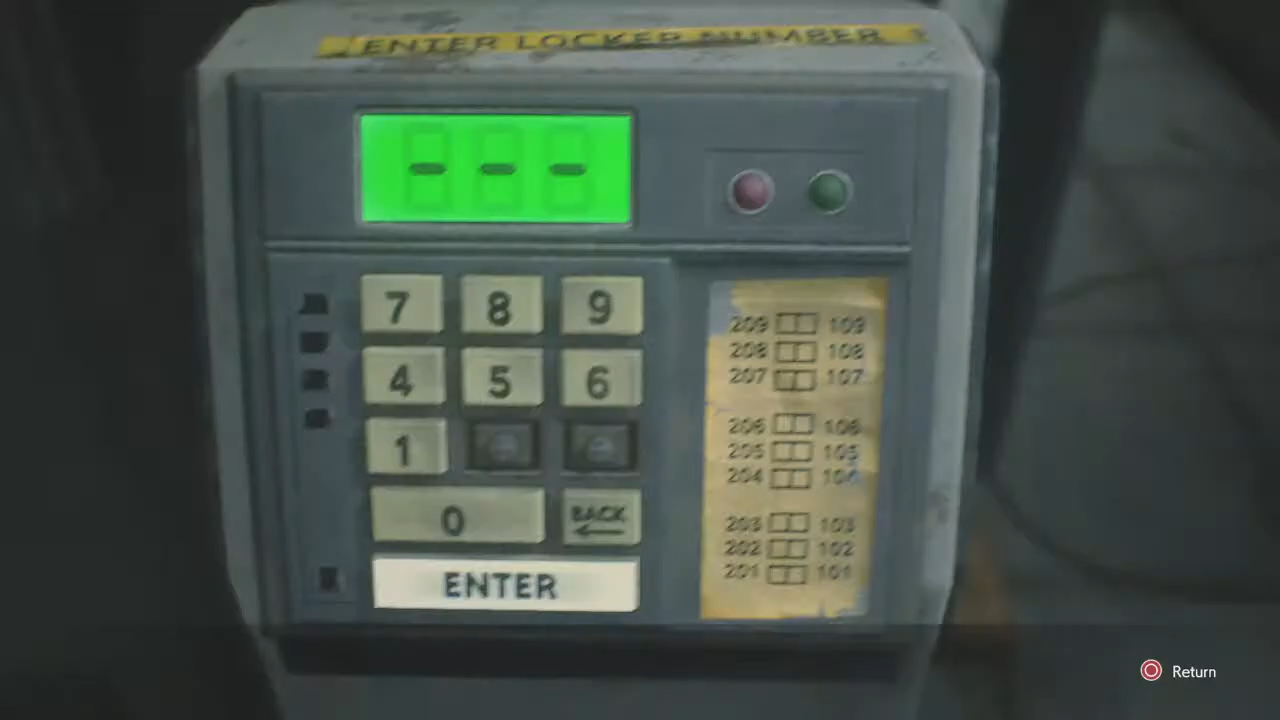 ENTER LOCKER NUMBER
- - -
7 8 9
4 5 6
1
0 BACK
ENTER
209 109
208 108
207 107
206 106
205 105
204 104
203 103
202 102
201 101
Return